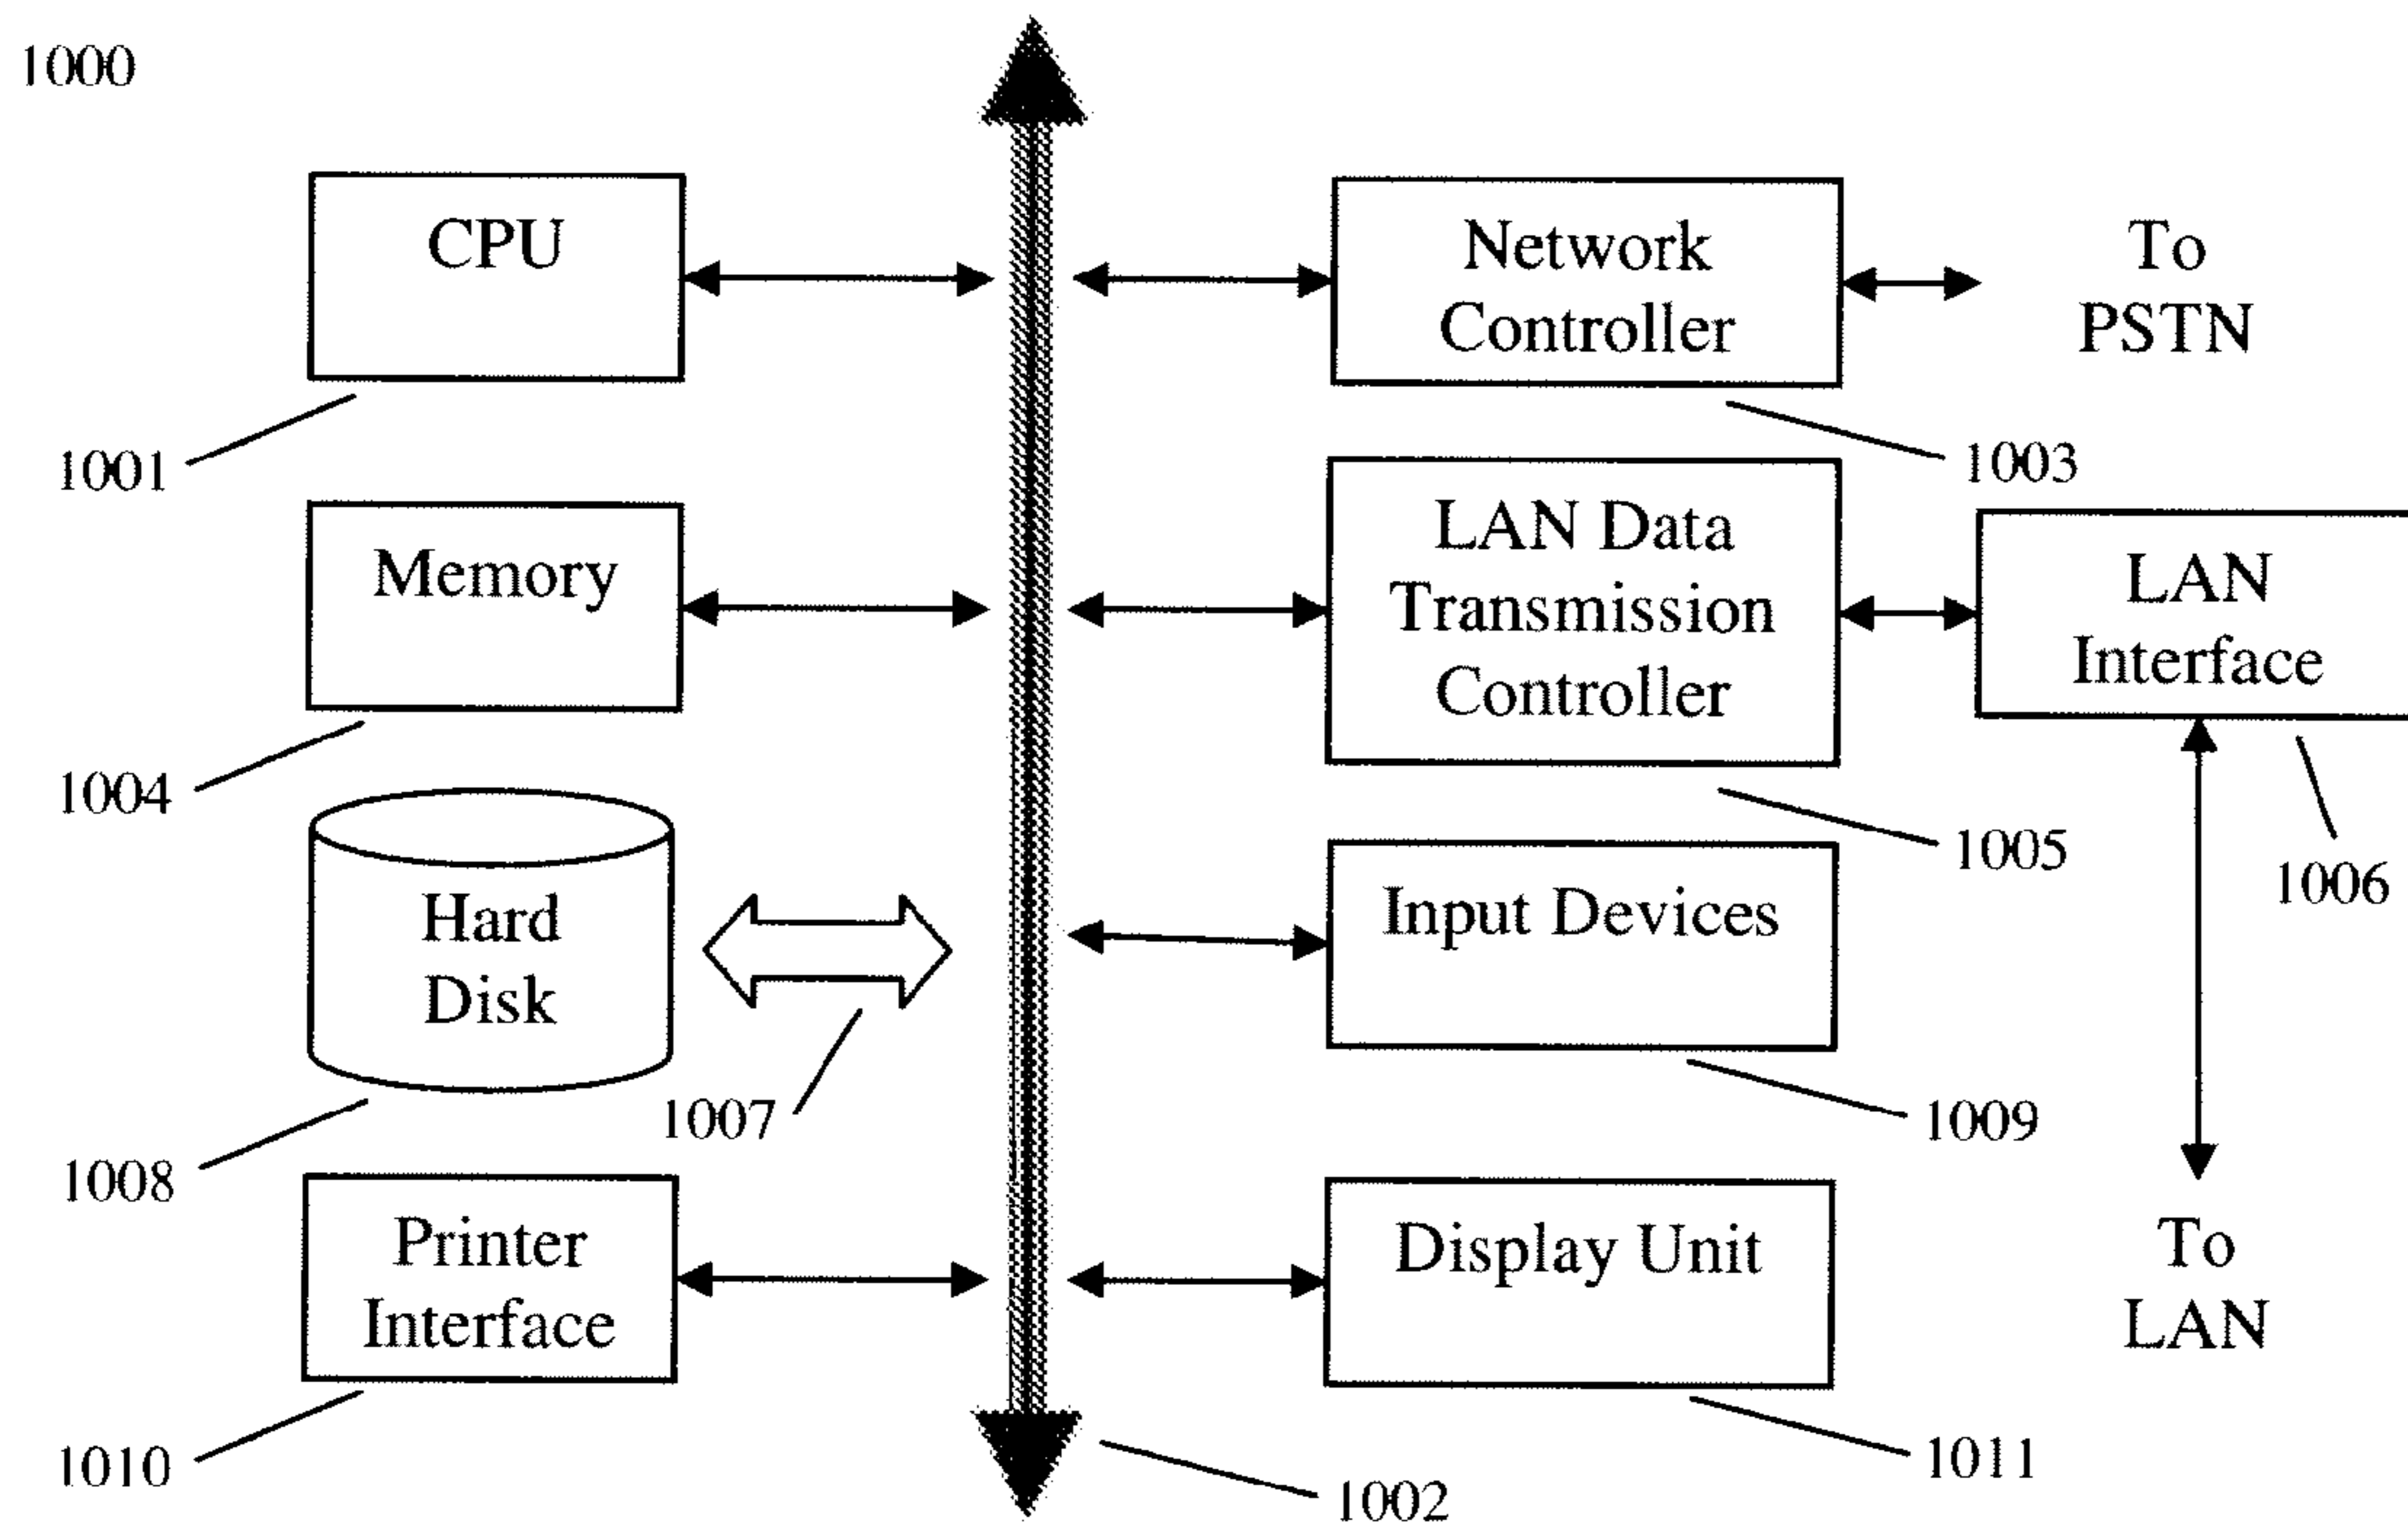 1000
CPU
Network
Controller
To
PSTN
1001
1003
Memory
LAN Data
Transmission
Controller
LAN
Interface
1004
1005
1006
Hard
Disk
Input Devices
1007
1008
1009
Printer
Interface
Display Unit
To
LAN
1010
1011
1002